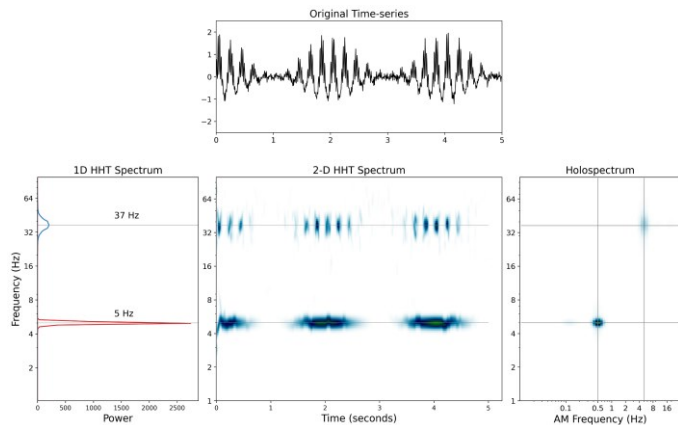 Original Time-series
2
1
0
−1
−2
0 1 2 3 4 5
1D HHT Spectrum 2-D HHT Spectrum Holospectrum
64 64 64
37 Hz
32 32 32
16 16 16
Frequency (Hz)
8 8 8
5 Hz
4 4 4
2 2 2
1 1 1
0 500 1000 1500 2000 2500 0 1 2 3 4 5 0.1 0.5 1 2 4 8 16
Power Time (seconds) AM Frequency (Hz)